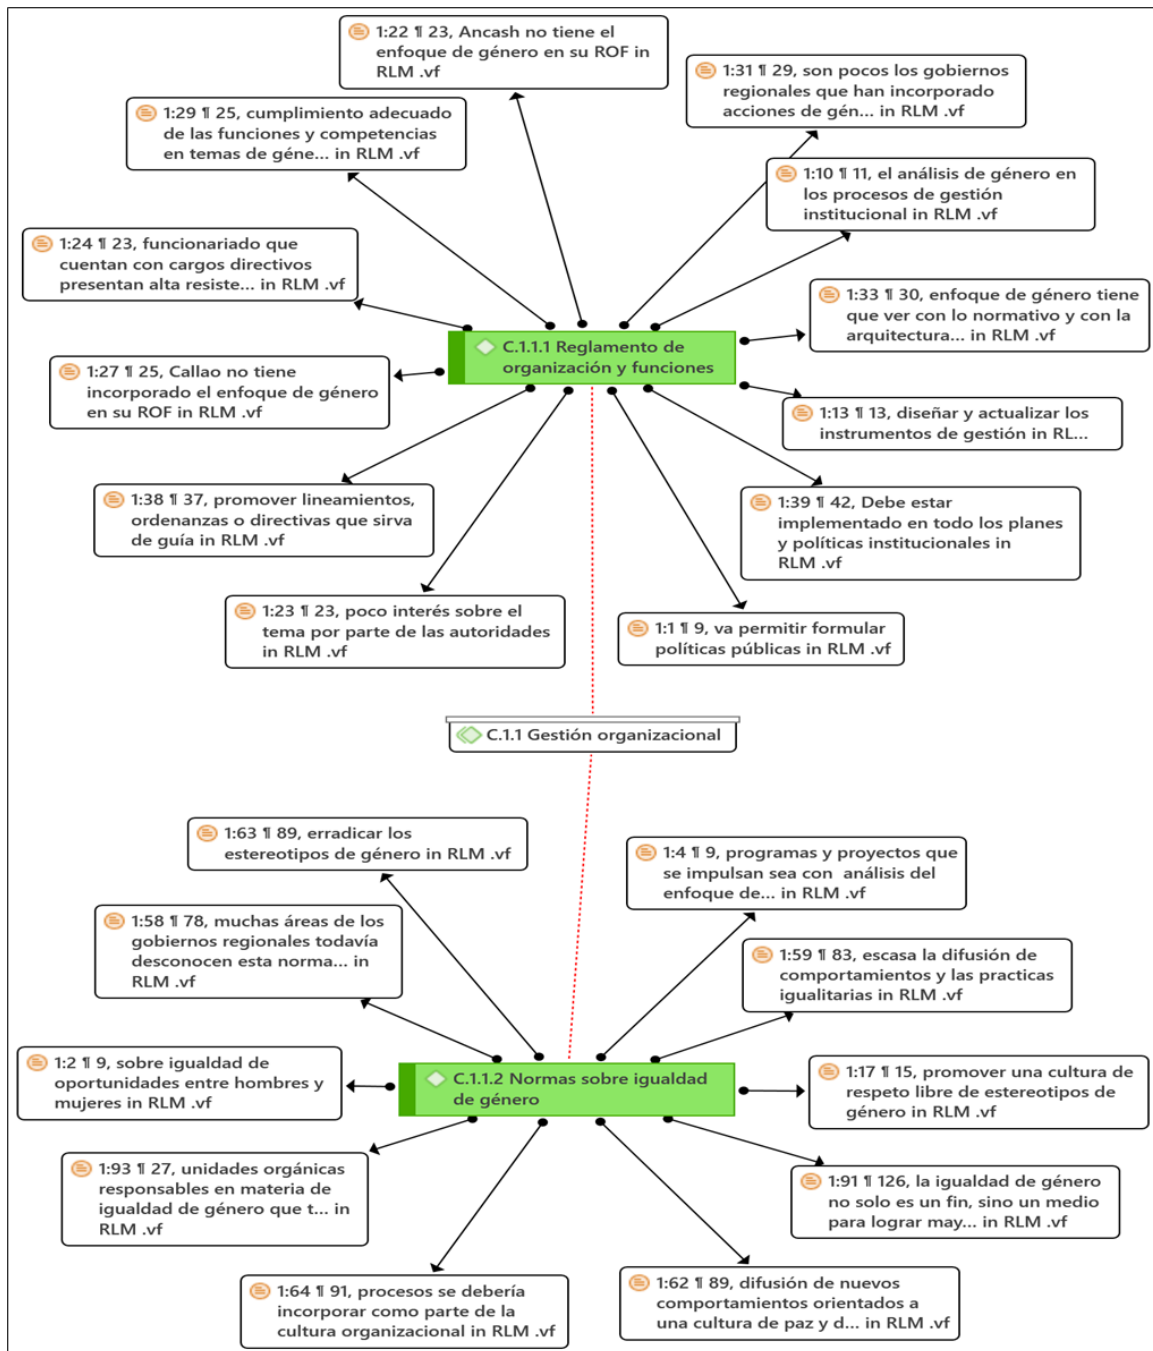 1:22 ¶ 23, Ancash no tiene el
enfoque de género en su ROF in
RLM .vf
1:31 ¶ 29, son pocos los gobiernos
regionales que han incorporado
acciones de gén... in RLM .vf
1:29 ¶ 25, cumplimiento adecuado
de las funciones y competencias
en temas de géne... in RLM .vf
1:10 ¶ 11, el análisis de género en
los procesos de gestión
institucional in RLM .vf
1:24 ¶ 23, funcionariado que
cuentan con cargos directivos
presentan alta resiste... in RLM .vf
1:33 ¶ 30, enfoque de género tiene
que ver con lo normativo y con la
arquitectura... in RLM .vf
C.1.1.1 Reglamento de
organización y funciones
1:27 ¶ 25, Callao no tiene
incorporado el enfoque de género
en su ROF in RLM .vf
1:13 ¶ 13, diseñar y actualizar los
instrumentos de gestión in RL...
1:38 ¶ 37, promover lineamientos,
ordenanzas o directivas que sirva
de guía in RLM .vf
1:39 ¶ 42, Debe estar
implementado en todo los planes
y políticas institucionales in
RLM .vf
1:23 ¶ 23, poco interés sobre el
tema por parte de las autoridades
in RLM .vf
1:1 ¶ 9, va permitir formular
políticas públicas in RLM .vf
C.1.1 Gestión organizacional
1:63 ¶ 89, erradicar los
estereotipos de género in RLM .vf
1:4 ¶ 9, programas y proyectos que
se impulsan sea con  análisis del
enfoque de... in RLM .vf
1:58 ¶ 78, muchas áreas de los
gobiernos regionales todavía
desconocen esta norma... in
RLM .vf
1:59 ¶ 83, escasa la difusión de
comportamientos y las practicas
igualitarias in RLM .vf
1:2 ¶ 9, sobre igualdad de
oportunidades entre hombres y
mujeres in RLM .vf
C.1.1.2 Normas sobre igualdad
de género
1:17 ¶ 15, promover una cultura de
respeto libre de estereotipos de
género in RLM .vf
1:93 ¶ 27, unidades orgánicas
responsables en materia de
igualdad de género que t... in
RLM .vf
1:91 ¶ 126, la igualdad de género
no solo es un fin, sino un medio
para lograr may... in RLM .vf
1:64 ¶ 91, procesos se debería
incorporar como parte de la
cultura organizacional in RLM .vf
1:62 ¶ 89, difusión de nuevos
comportamientos orientados a
una cultura de paz y d... in RLM .vf